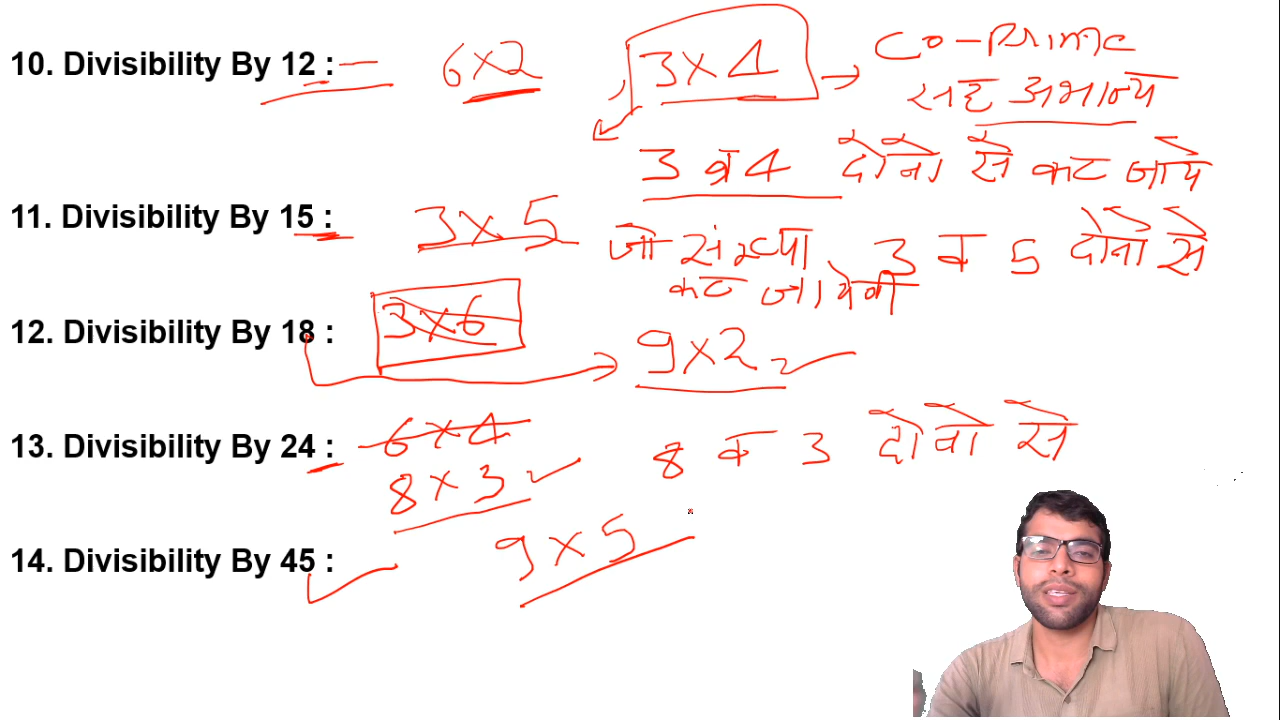 10. Divisibility By 12 : 6×2 3×4 → Co-Prime
सह अभाज्य
3 व 4 दोनो से कट जाये
11. Divisibility By 15 : 3×5 जो संख्या 3 व 5 दोनो से
कट जायेगी
12. Divisibility By 18 : 3×6 9×2
13. Divisibility By 24 : 6×4 8 व 3 दोनो से
8×3
14. Divisibility By 45 : 9×5